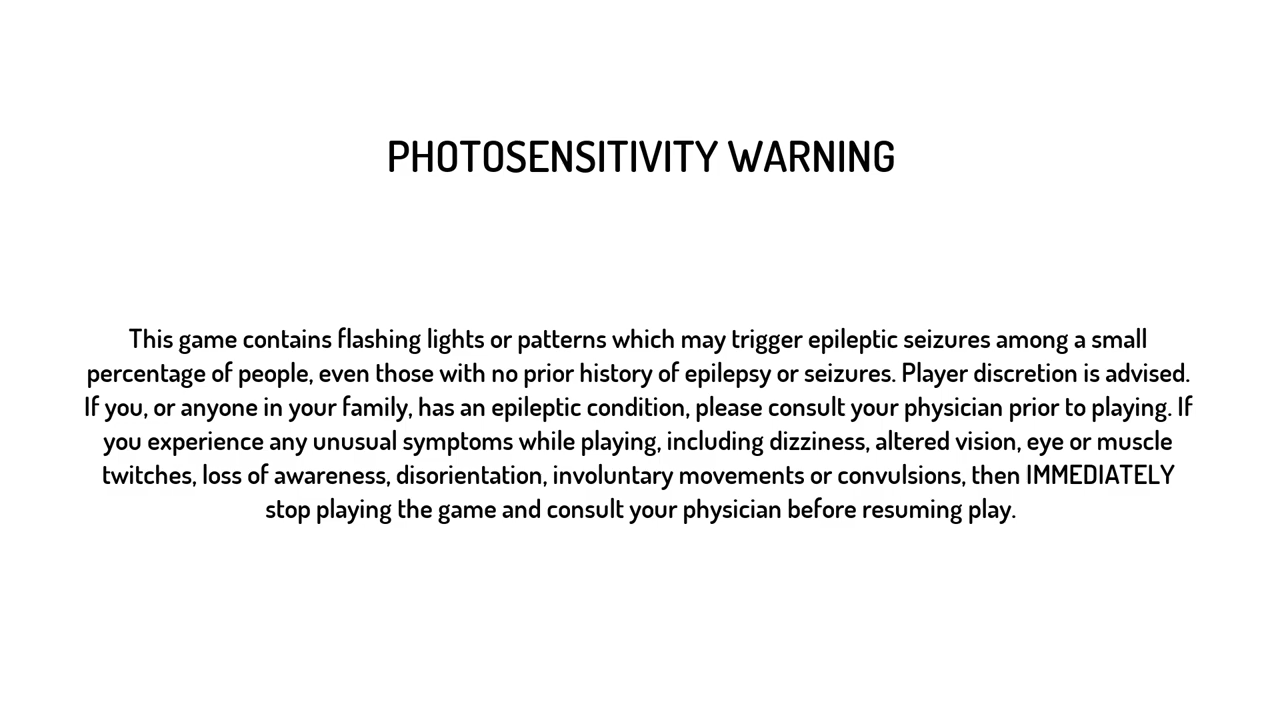 PHOTOSENSITIVITY WARNING
This game contains flashing lights or patterns which may trigger epileptic seizures among a small
percentage of people, even those with no prior history of epilepsy or seizures. Player discretion is advised.
If you, or anyone in your family, has an epileptic condition, please consult your physician prior to playing. If
you experience any unusual symptoms while playing, including dizziness, altered vision, eye or muscle
twitches, loss of awareness, disorientation, involuntary movements or convulsions, then IMMEDIATELY
stop playing the game and consult your physician before resuming play.